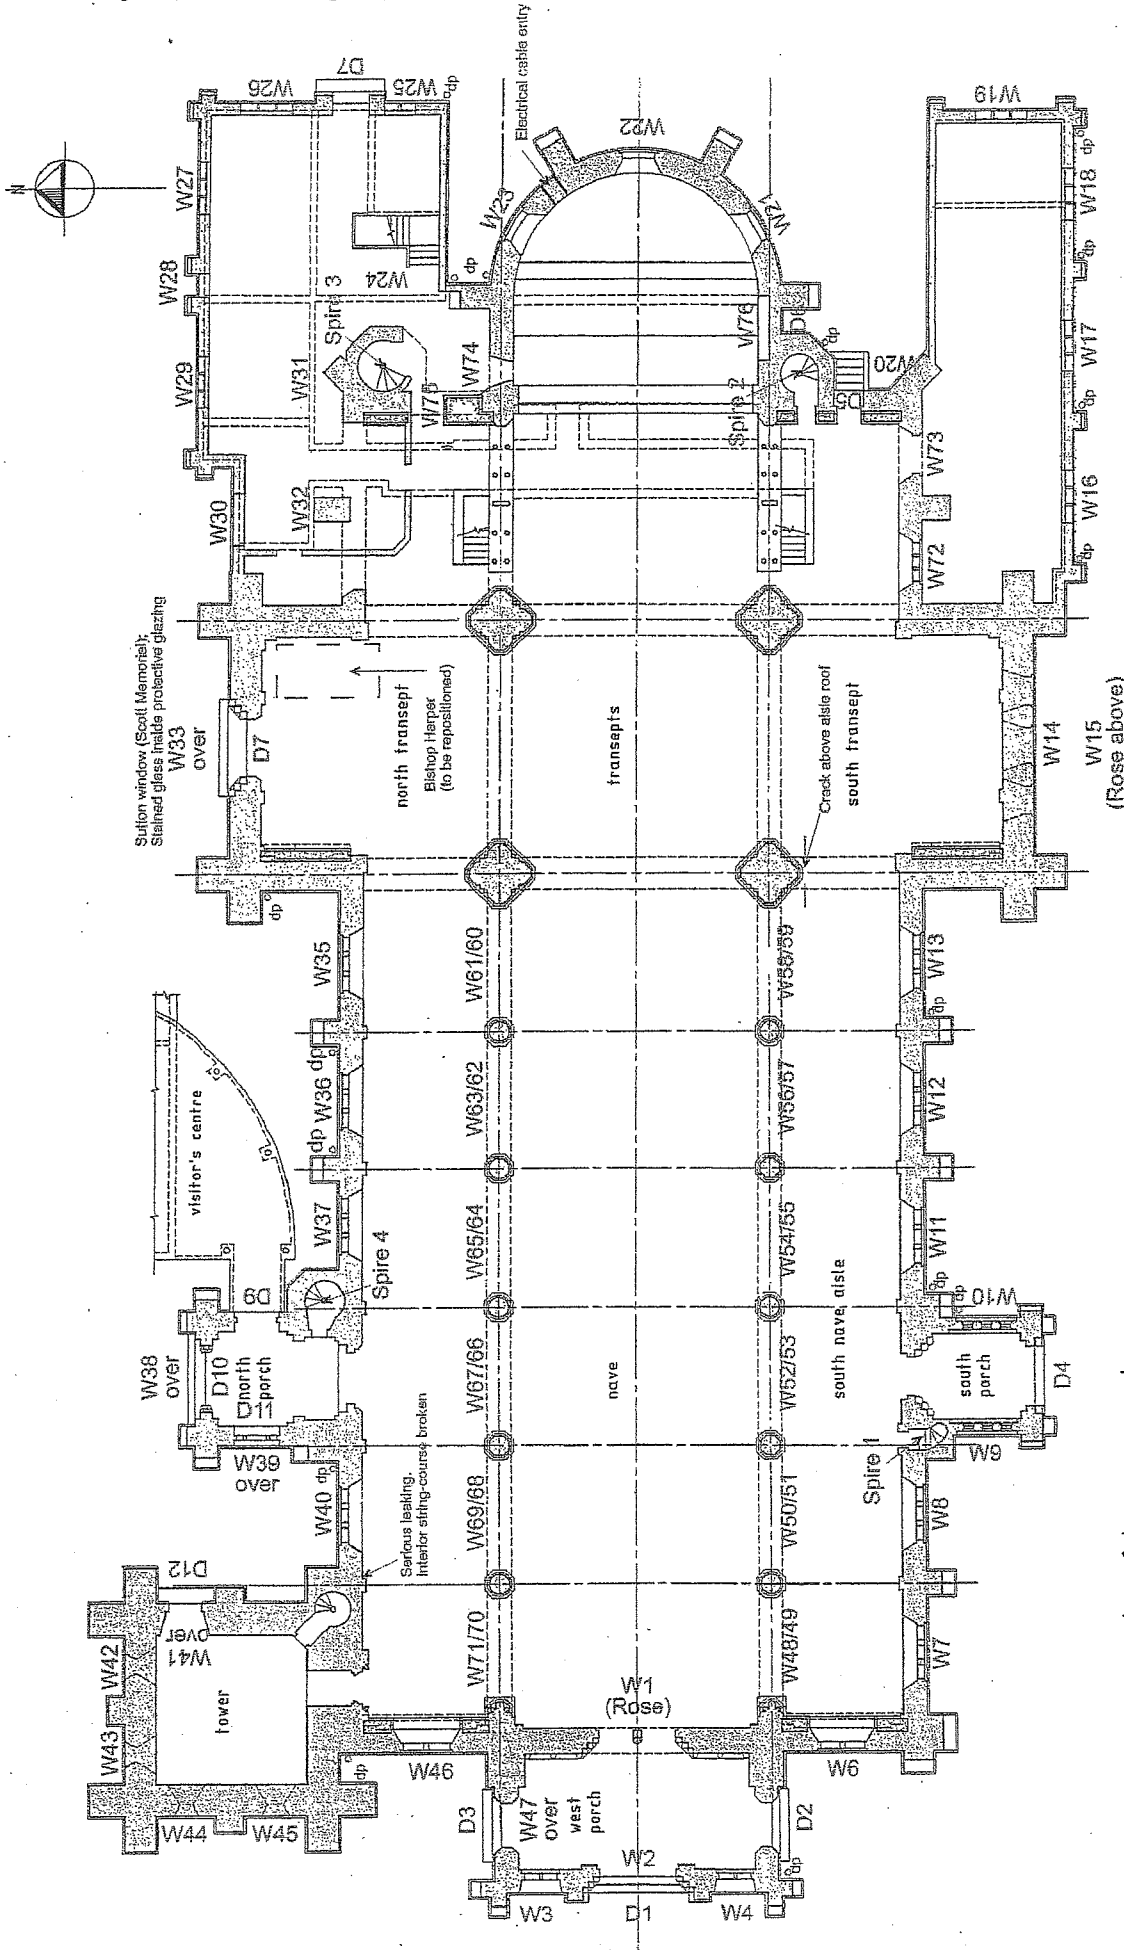 N
Electrical cable entry
W26
D7
W25
dp
W27
W28
W29
W30
W31
W32
W24
Spire 3
W74
dp
W23
W22
W21
W76
Spire 2
dp
W20
D5
W73
W72
W19
dp
W18
dp
W17
dp
W16
dp
Sutton window (Scott Memorial);
Stained glass inside protective glazing
W33
over
D7
north transept
Bishop Harper
(to be repositioned)
transepts
Crack above aisle roof
south transept
W14
W15
(Rose above)
dp
W35
W61/60
W58/59
W13
dp
visitor's centre
dp
W36
dp
W63/62
W56/57
W12
W37
Spire 4
W65/64
W54/55
W11
dp
D9
W38
over
D10
north
porch
D11
W39
over
dp
W67/66
nave
W52/53
south nave aisle
dp
W10
south
porch
D4
W9
Spire 1
W40
Serious leaking.
Interior string-course broken
W69/68
W50/51
W8
D12
W41
over
W42
W43
tower
W44
W45
dp
W46
W71/70
W1
(Rose)
W48/49
W7
W6
D3
W47
over
west
porch
W2
D2
dp
W3
D1
W4